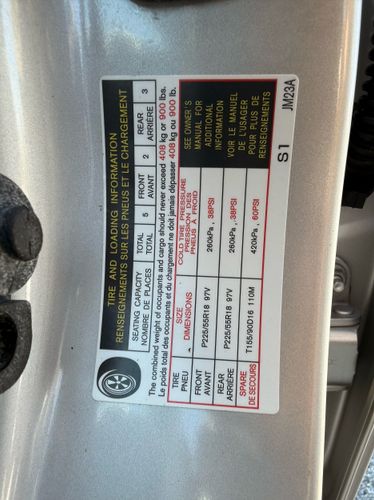 TIRE AND LOADING INFORMATION
RENSEIGNEMENTS SUR LES PNEUS ET LE CHARGEMENT
SEATING CAPACITY TOTAL 5 FRONT 2 REAR 3
NOMBRE DE PLACES TOTAL AVANT ARRIÈRE
The combined weight of occupants and cargo should never exceed 408 kg or 900 lbs.
Le poids total des occupants et du chargement ne doit jamais dépasser 408 kg ou 900 lb.
TIRE SIZE COLD TIRE PRESSURE
PNEU DIMENSIONS PRESSION DES
PNEUS À FROID
FRONT P225/55R18 97V 260kPa, 38PSI
AVANT
REAR P225/55R18 97V 260kPa, 38PSI
ARRIÈRE
SPARE T155/90D16 110M 420kPa, 60PSI
DE SECOURS
SEE OWNER'S
MANUAL FOR
ADDITIONAL
INFORMATION
VOIR LE MANUEL
DE L'USAGER
POUR PLUS DE
RENSEIGNEMENTS
S1 JM23A